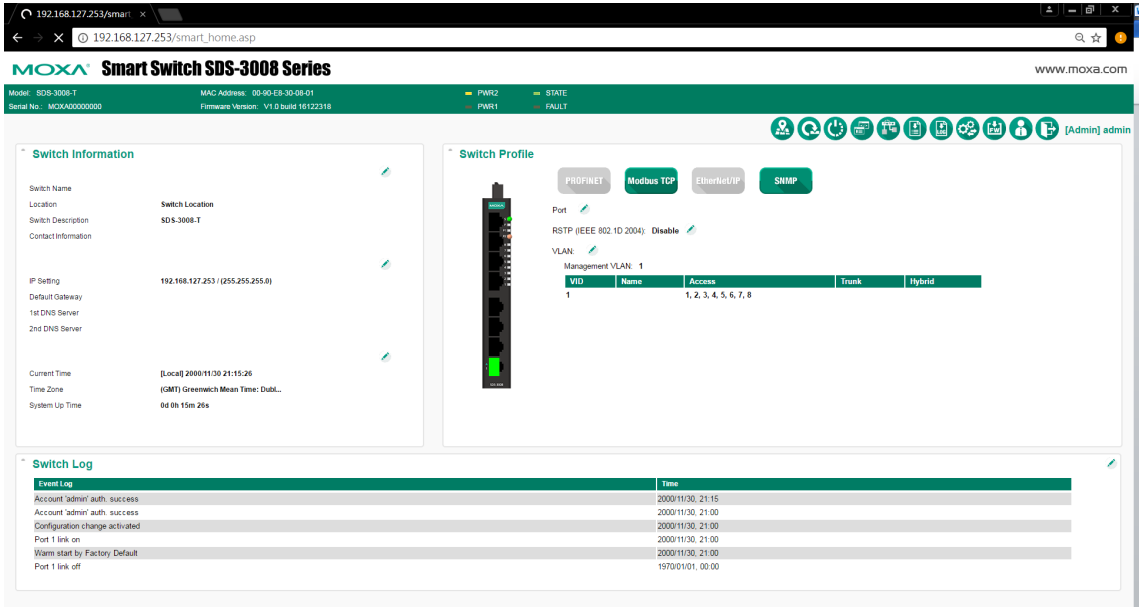 192.168.127.253/smart
192.168.127.253/smart_home.asp
MOXA Smart Switch SDS-3008 Series
www.moxa.com
Model: SDS-3008-T MAC Address: 00-90-E8-30-08-01 PWR2 STATE
Serial No.: MOXA00000000 Firmware Version: V1.0 build 16122318 PWR1 FAULT
[Admin] admin
Switch Information
Switch Name
Location Switch Location
Switch Description SDS-3008-T
Contact Information
IP Setting 192.168.127.253 / (255.255.255.0)
Default Gateway
1st DNS Server
2nd DNS Server
Current Time [Local] 2000/11/30 21:15:26
Time Zone (GMT) Greenwich Mean Time: Dubl...
System Up Time 0d 0h 15m 26s
Switch Profile
PROFINET Modbus TCP EtherNet/IP SNMP
Port
RSTP (IEEE 802.1D 2004): Disable
VLAN:
Management VLAN: 1
VID Name Access Trunk Hybrid
1 1, 2, 3, 4, 5, 6, 7, 8
Switch Log
Event Log Time
Account 'admin' auth. success 2000/11/30, 21:15
Account 'admin' auth. success 2000/11/30, 21:00
Configuration change activated 2000/11/30, 21:00
Port 1 link on 2000/11/30, 21:00
Warm start by Factory Default 2000/11/30, 21:00
Port 1 link off 1970/01/01, 00:00